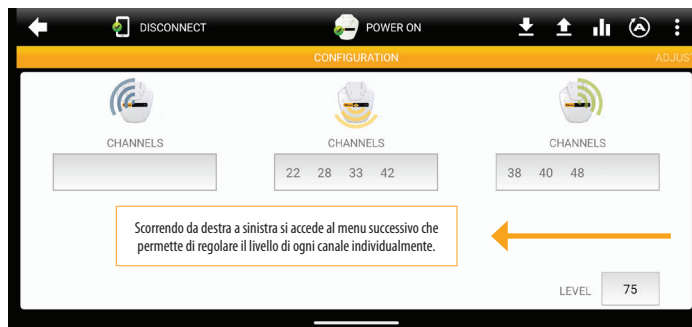 DISCONNECT
POWER ON
CONFIGURATION
ADJUS
CHANNELS
CHANNELS
CHANNELS
22 28 33 42
38 40 48
Scorrendo da destra a sinistra si accede al menu successivo che
permette di regolare il livello di ogni canale individualmente.
LEVEL 75